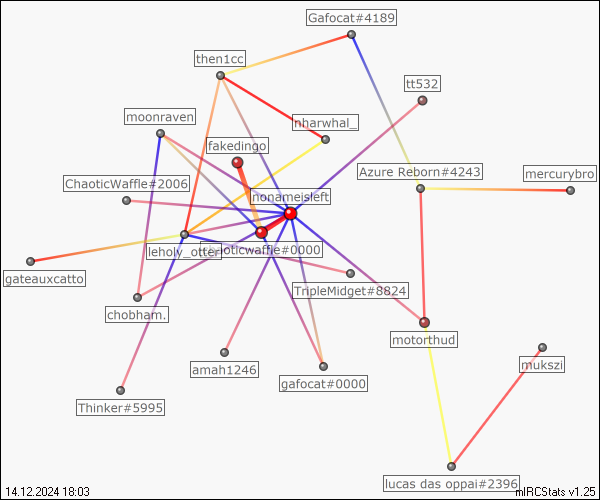 Gafocat#4189
then1cc
tt532
moonraven
nharwhal_
fakedingo
Azure Reborn#4243
mercurybro
ChaoticWaffle#2006
nonameisleft
leholy_otter
#0000
gateauxcatto
TripleMidget#8824
chobham.
motorthud
amah1246
mukszi
gafocat#0000
Thinker#5995
lucas das oppai#2396
14.12.2024 18:03
mIRCStats v1.25